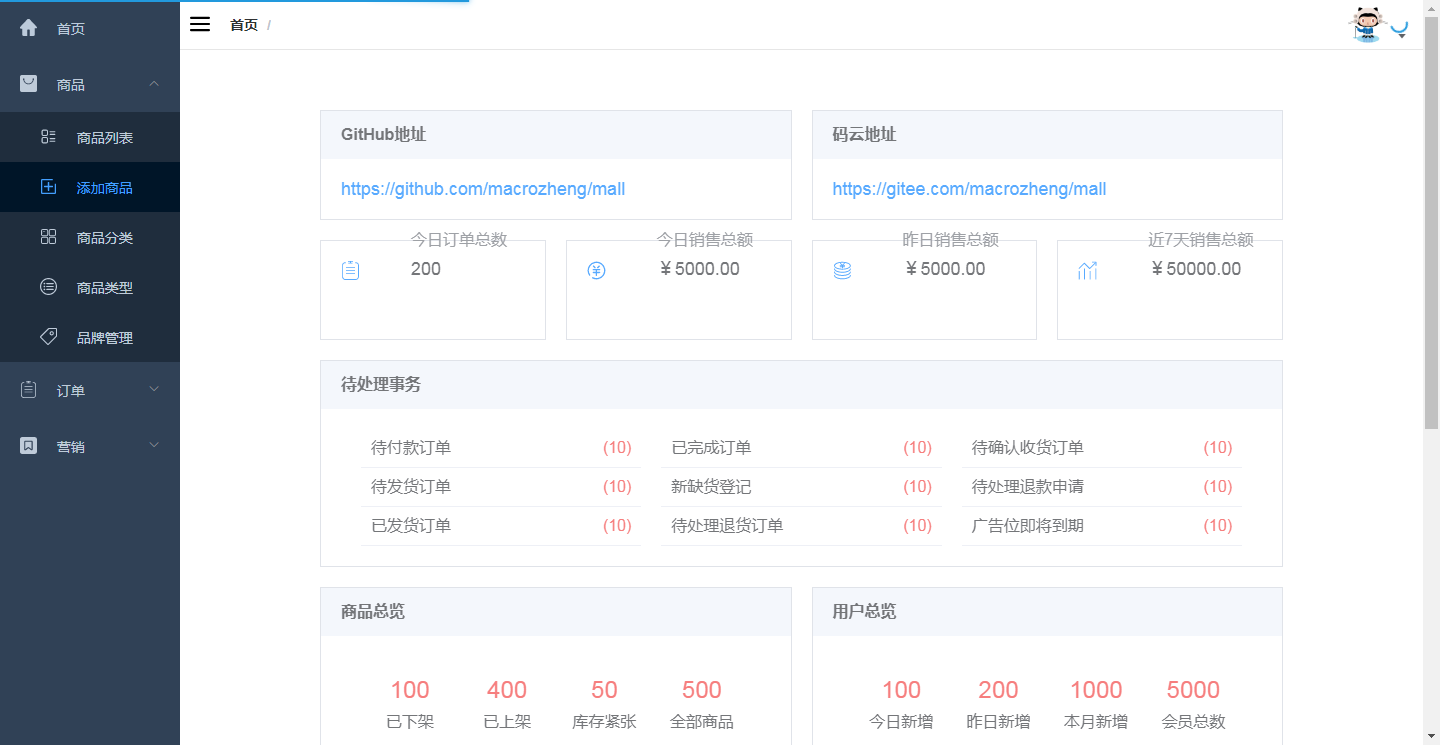 首页
商品
商品列表
添加商品
商品分类
商品类型
品牌管理
订单
营销
首页 /
GitHub地址
https://github.com/macrozheng/mall
码云地址
https://gitee.com/macrozheng/mall
今日订单总数
200
今日销售总额
￥5000.00
昨日销售总额
￥5000.00
近7天销售总额
￥50000.00
待处理事务
待付款订单 (10) 已完成订单 (10) 待确认收货订单 (10)
待发货订单 (10) 新缺货登记 (10) 待处理退款申请 (10)
已发货订单 (10) 待处理退货订单 (10) 广告位即将到期 (10)
商品总览
100 400 50 500
已下架 已上架 库存紧张 全部商品
用户总览
100 200 1000 5000
今日新增 昨日新增 本月新增 会员总数